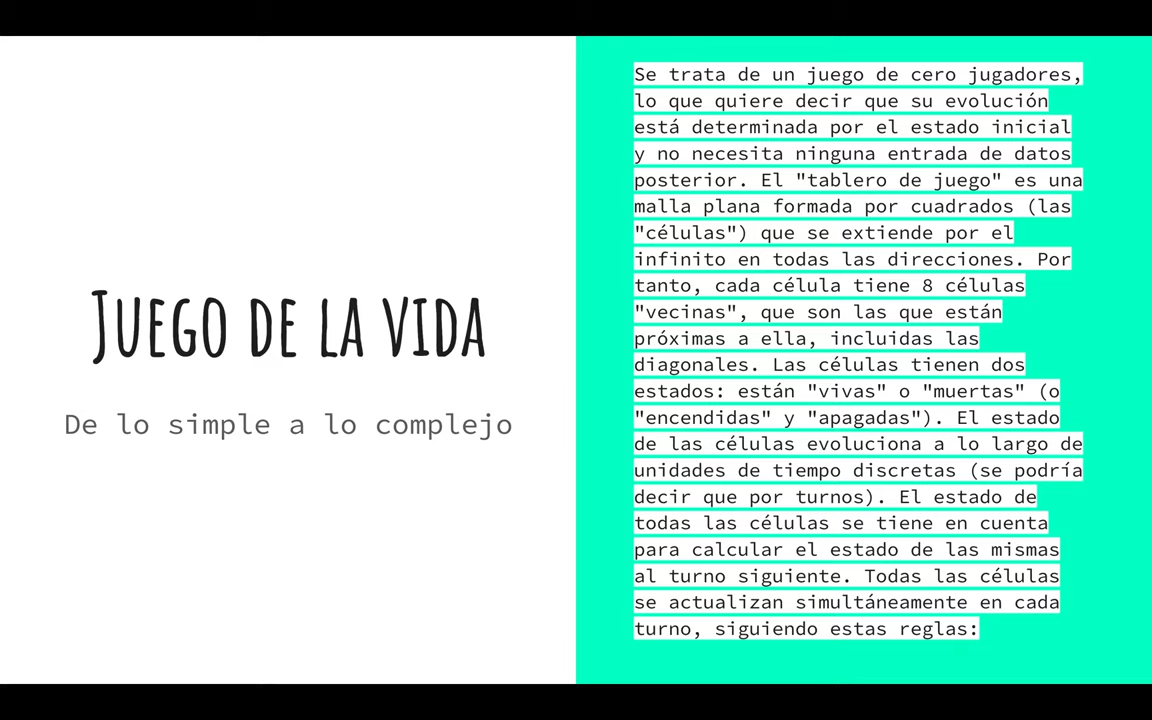 Juego de la vida
De lo simple a lo complejo
Se trata de un juego de cero jugadores,
lo que quiere decir que su evolución
está determinada por el estado inicial
y no necesita ninguna entrada de datos
posterior. El "tablero de juego" es una
malla plana formada por cuadrados (las
"células") que se extiende por el
infinito en todas las direcciones. Por
tanto, cada célula tiene 8 células
"vecinas", que son las que están
próximas a ella, incluidas las
diagonales. Las células tienen dos
estados: están "vivas" o "muertas" (o
"encendidas" y "apagadas"). El estado
de las células evoluciona a lo largo de
unidades de tiempo discretas (se podría
decir que por turnos). El estado de
todas las células se tiene en cuenta
para calcular el estado de las mismas
al turno siguiente. Todas las células
se actualizan simultáneamente en cada
turno, siguiendo estas reglas: